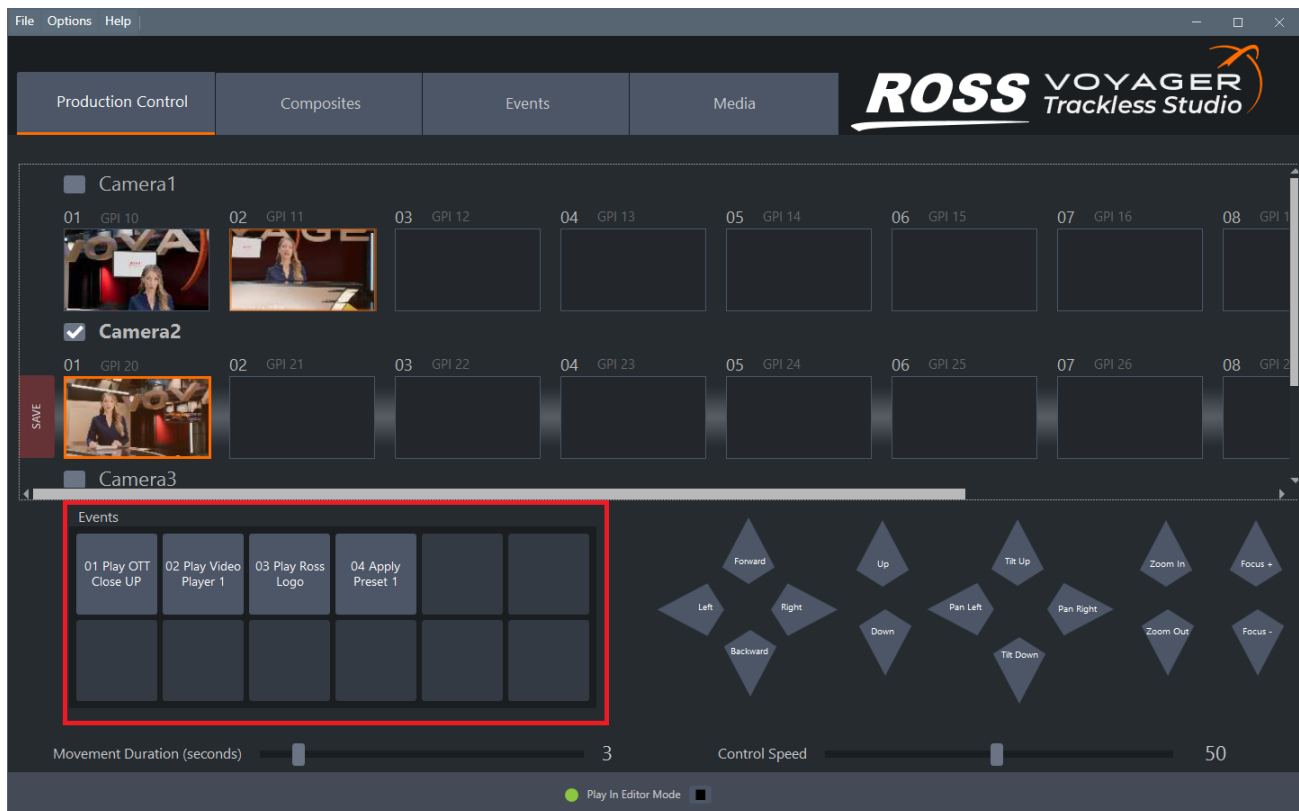 File Options Help
ROSS VOYAGER
Trackless Studio
Production Control Composites Events Media
Camera1
01 GPI 10 02 GPI 11 03 GPI 12 04 GPI 13 05 GPI 14 06 GPI 15 07 GPI 16 08 GPI 1
Camera2
01 GPI 20 02 GPI 21 03 GPI 22 04 GPI 23 05 GPI 24 06 GPI 25 07 GPI 26 08 GPI 2
SAVE
Camera3
Events
01 Play OTT
Close UP
02 Play Video
Player 1
03 Play Ross
Logo
04 Apply
Preset 1
Forward
Left
Right
Backward
Up
Down
Tilt Up
Pan Left
Pan Right
Tilt Down
Zoom In
Zoom Out
Focus +
Focus -
Movement Duration (seconds) 3
Control Speed 50
Play In Editor Mode